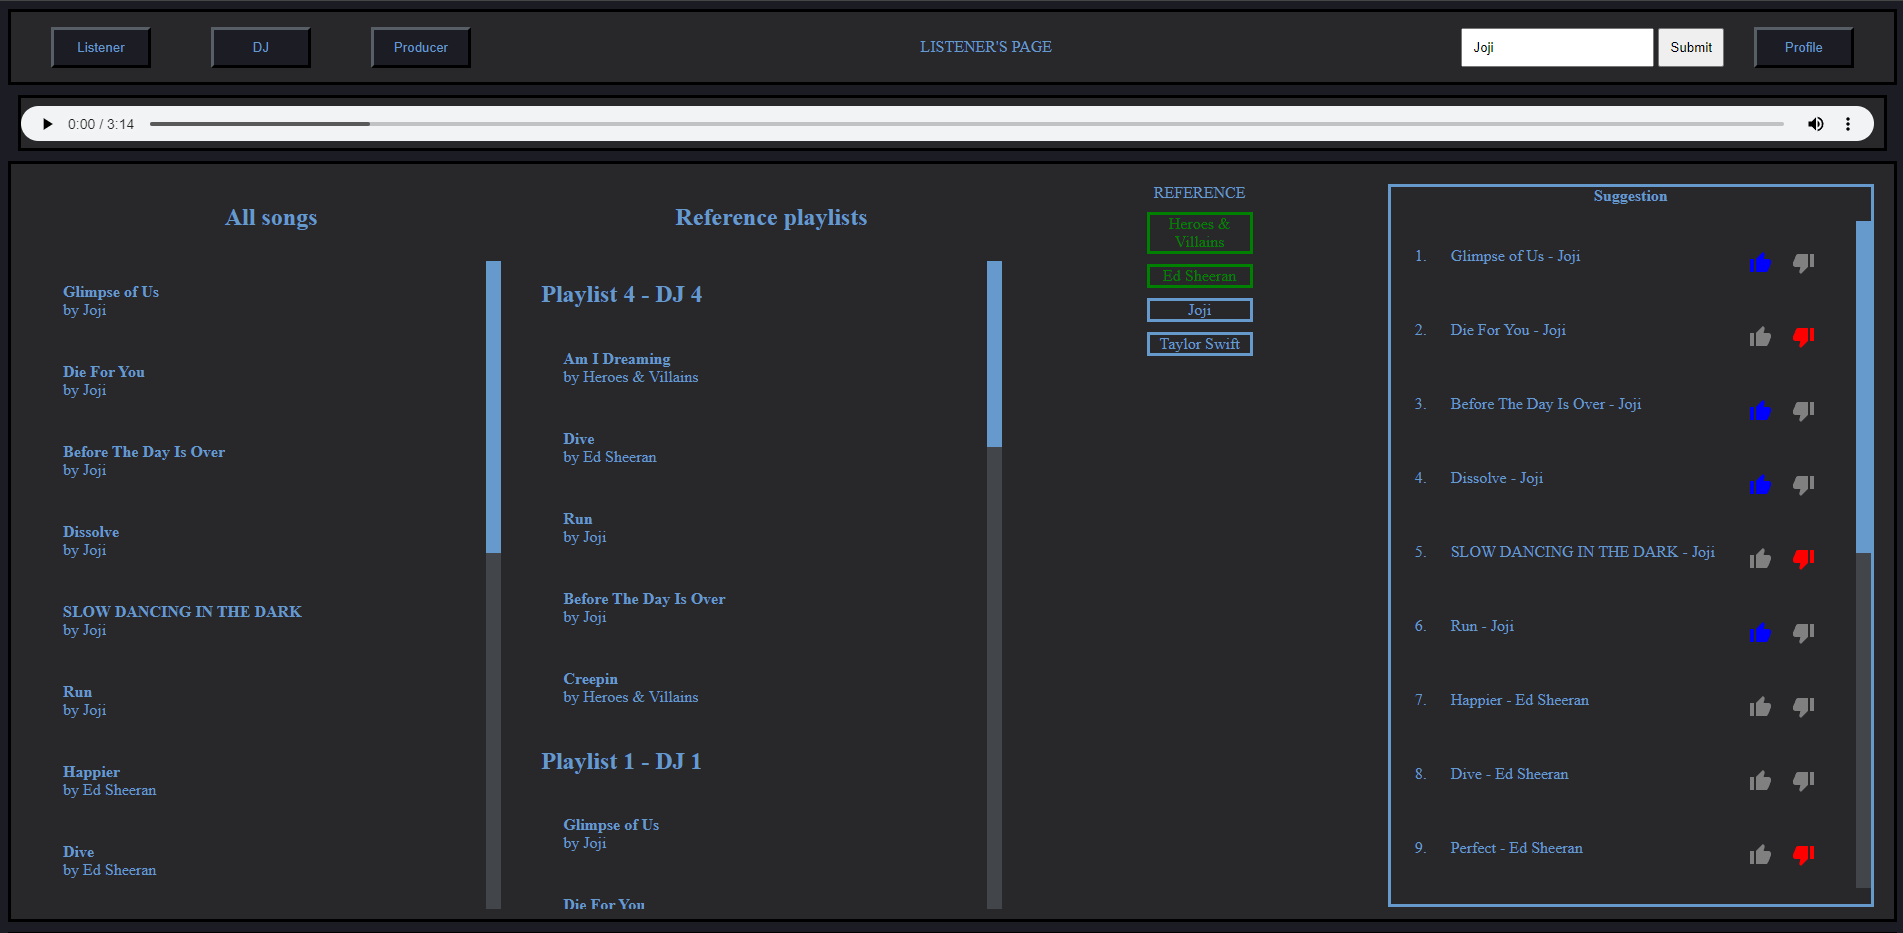 Listener
DJ
Producer
LISTENER'S PAGE
Joji
Submit
Profile
0:00 / 3:14
All songs
Glimpse of Us
by Joji
Die For You
by Joji
Before The Day Is Over
by Joji
Dissolve
by Joji
SLOW DANCING IN THE DARK
by Joji
Run
by Joji
Happier
by Ed Sheeran
Dive
by Ed Sheeran
Reference playlists
Playlist 4 - DJ 4
Am I Dreaming
by Heroes & Villains
Dive
by Ed Sheeran
Run
by Joji
Before The Day Is Over
by Joji
Creepin
by Heroes & Villains
Playlist 1 - DJ 1
Glimpse of Us
by Joji
Die For You
REFERENCE
Heroes &
Villains
Ed Sheeran
Joji
Taylor Swift
Suggestion
1. Glimpse of Us - Joji
2. Die For You - Joji
3. Before The Day Is Over - Joji
4. Dissolve - Joji
5. SLOW DANCING IN THE DARK - Joji
6. Run - Joji
7. Happier - Ed Sheeran
8. Dive - Ed Sheeran
9. Perfect - Ed Sheeran